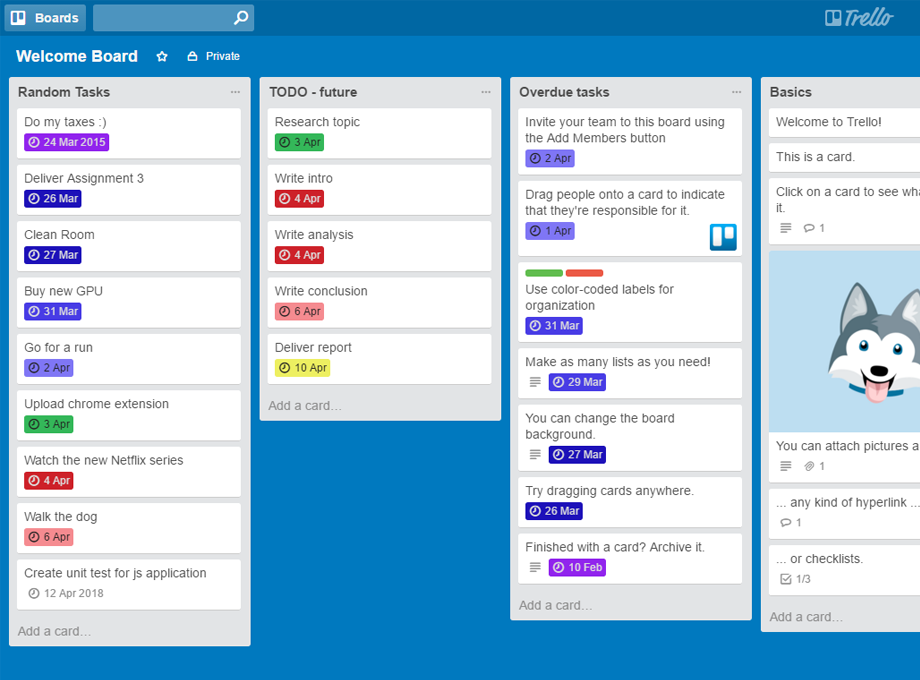 Boards
Trello
Welcome Board
Private
Random Tasks
Do my taxes :)
24 Mar 2015
Deliver Assignment 3
26 Mar
Clean Room
27 Mar
Buy new GPU
31 Mar
Go for a run
2 Apr
Upload chrome extension
3 Apr
Watch the new Netflix series
4 Apr
Walk the dog
6 Apr
Create unit test for js application
12 Apr 2018
Add a card…
TODO - future
Research topic
3 Apr
Write intro
4 Apr
Write analysis
4 Apr
Write conclusion
6 Apr
Deliver report
10 Apr
Add a card…
Overdue tasks
Invite your team to this board using
the Add Members button
2 Apr
Drag people onto a card to indicate
that they're responsible for it.
1 Apr
Use color-coded labels for
organization
31 Mar
Make as many lists as you need!
29 Mar
You can change the board
background.
27 Mar
Try dragging cards anywhere.
26 Mar
Finished with a card? Archive it.
10 Feb
Add a card…
Basics
Welcome to Trello!
This is a card.
Click on a card to see wha
it.
1
You can attach pictures a
1
... any kind of hyperlink ...
1
... or checklists.
1/3
Add a card…